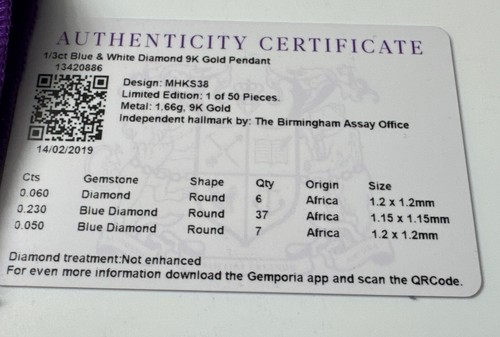 AUTHENTICITY CERTIFICATE
1/3ct Blue & White Diamond 9K Gold Pendant
13420886
Design: MHKS38
Limited Edition: 1 of 50 Pieces.
Metal: 1.66g, 9K Gold
Independent hallmark by: The Birmingham Assay Office
14/02/2019
Cts Gemstone Shape Qty Origin Size
0.060 Diamond Round 6 Africa 1.2 x 1.2mm
0.230 Blue Diamond Round 37 Africa 1.15 x 1.15mm
0.050 Blue Diamond Round 7 Africa 1.2 x 1.2mm
Diamond treatment:Not enhanced
For even more information download the Gemporia app and scan the QRCode.